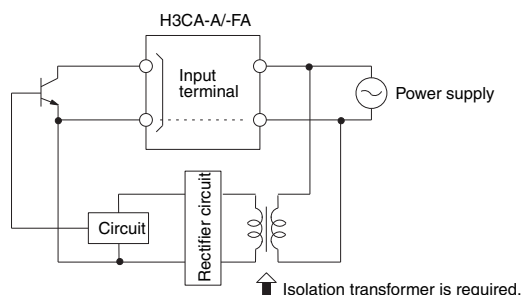 H3CA-A/-FA
Input
terminal
Power supply
Circuit
Rectifier circuit
Isolation transformer is required.